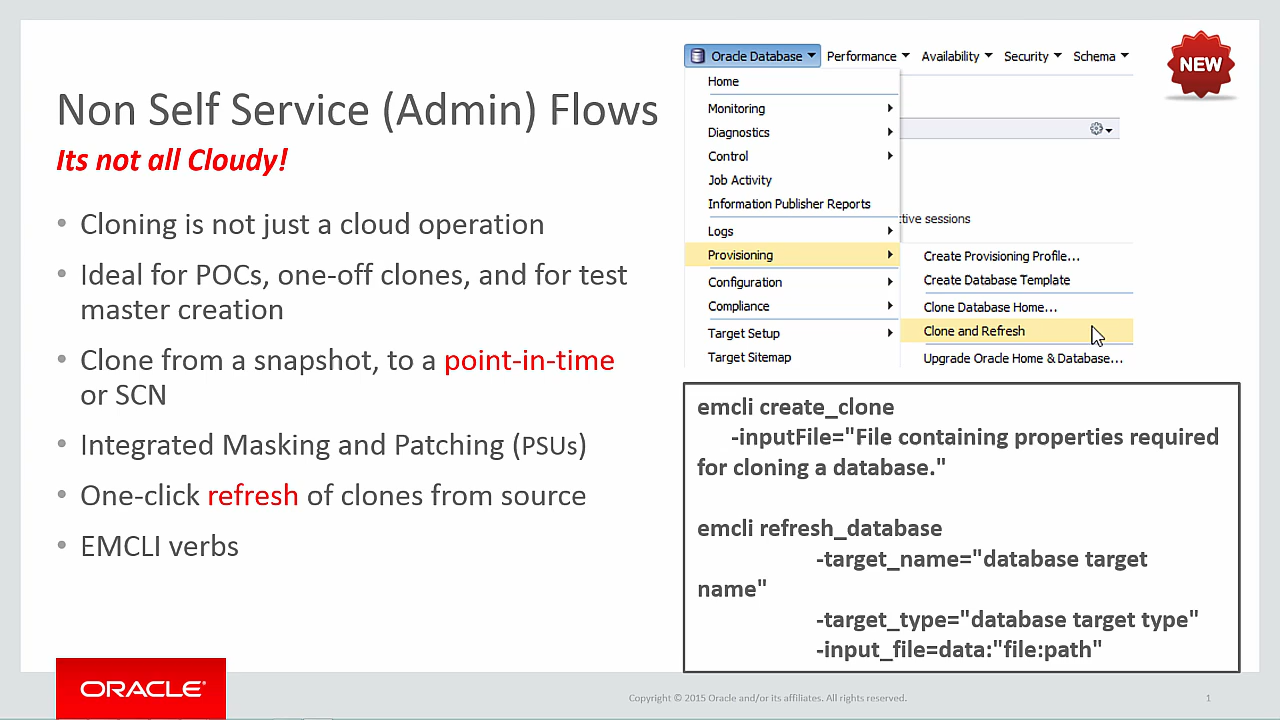 Non Self Service (Admin) Flows
Its not all Cloudy!
• Cloning is not just a cloud operation
• Ideal for POCs, one-off clones, and for test
master creation
• Clone from a snapshot, to a point-in-time
or SCN
• Integrated Masking and Patching (PSUs)
• One-click refresh of clones from source
• EMCLI verbs
Oracle Database Performance Availability Security Schema
NEW
Home
Monitoring
Diagnostics
Control
Job Activity
Information Publisher Reports
tive sessions
Logs
Provisioning
Configuration
Compliance
Target Setup
Target Sitemap
Create Provisioning Profile...
Create Database Template
Clone Database Home...
Clone and Refresh
Upgrade Oracle Home & Database...
emcli create_clone
-inputFile="File containing properties required
for cloning a database."
emcli refresh_database
-target_name="database target
name"
-target_type="database target type"
-input_file=data:"file:path"
ORACLE®
Copyright © 2015 Oracle and/or its affiliates. All rights reserved.
1